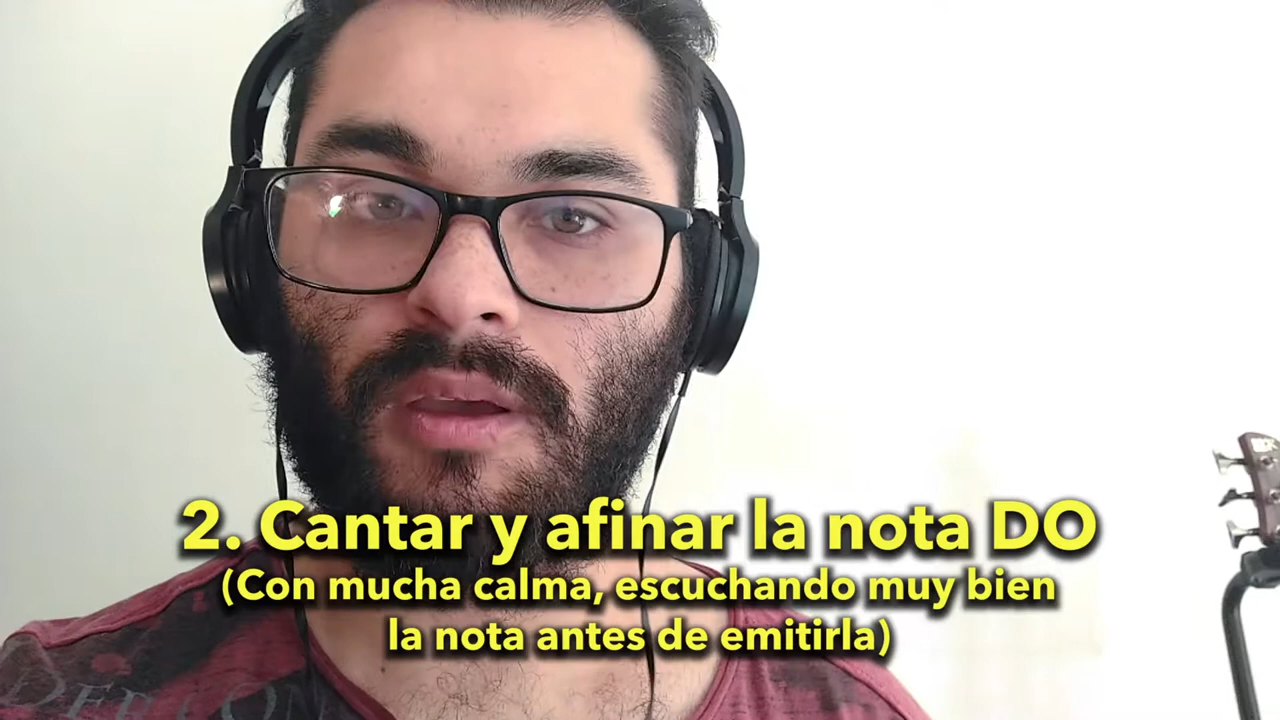 2. Cantar y afinar la nota DO
(Con mucha calma, escuchando muy bien
la nota antes de emitirla)